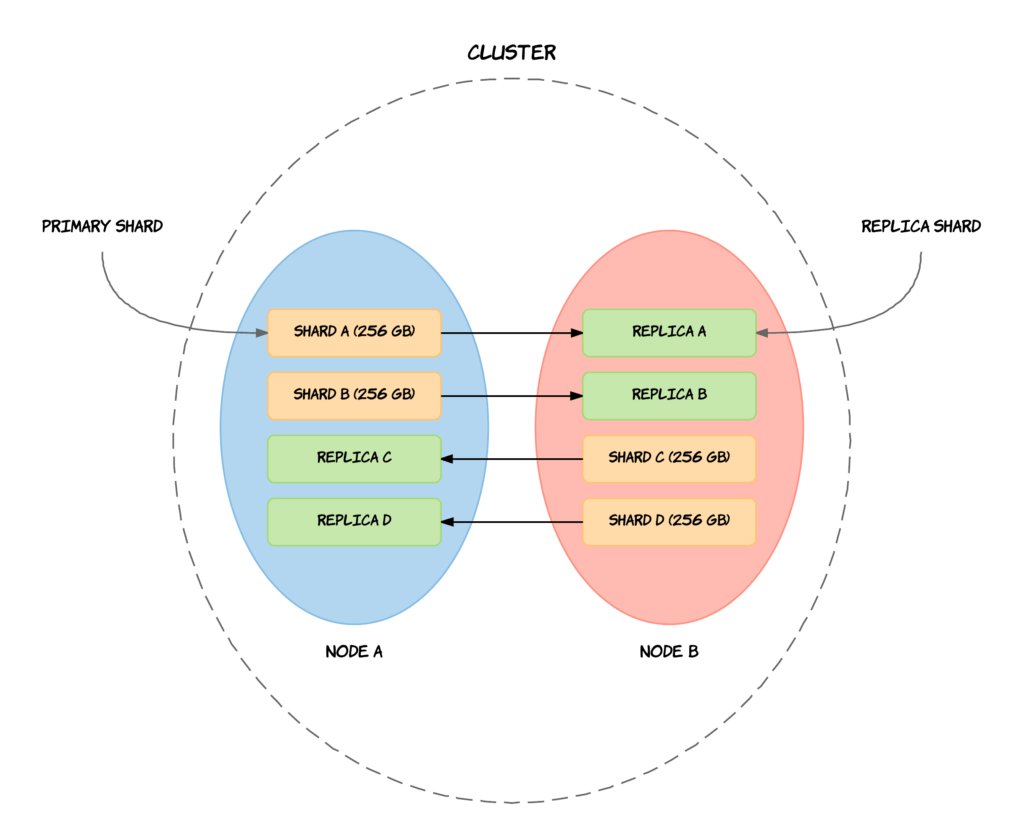 CLUSTER
PRIMARY SHARD
REPLICA SHARD
SHARD A (256 GB)
REPLICA A
SHARD B (256 GB)
REPLICA B
REPLICA C
SHARD C (256 GB)
REPLICA D
SHARD D (256 GB)
NODE A
NODE B